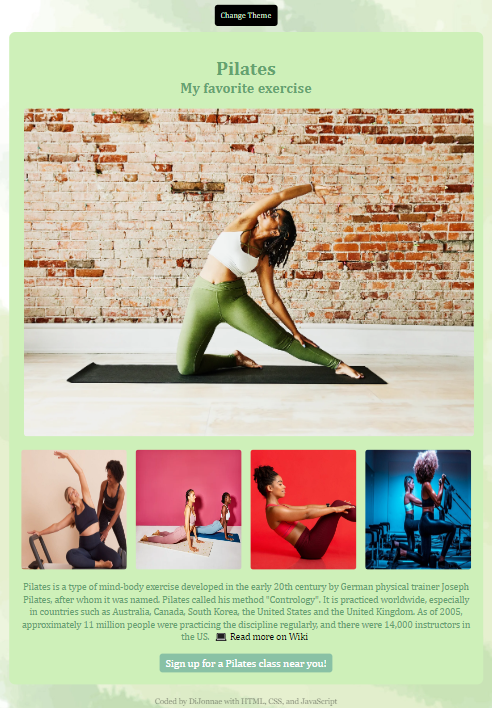 Change Theme
Pilates
My favorite exercise
Pilates is a type of mind-body exercise developed in the early 20th century by German physical trainer Joseph
Pilates, after whom it was named. Pilates called his method "Contrology". It is practiced worldwide, especially
in countries such as Australia, Canada, South Korea, the United States and the United Kingdom. As of 2005,
approximately 11 million people were practicing the discipline regularly, and there were 14,000 instructors in
the US. 💻 Read more on Wiki
Sign up for a Pilates class near you!
Coded by DiJonnae with HTML, CSS, and JavaScript